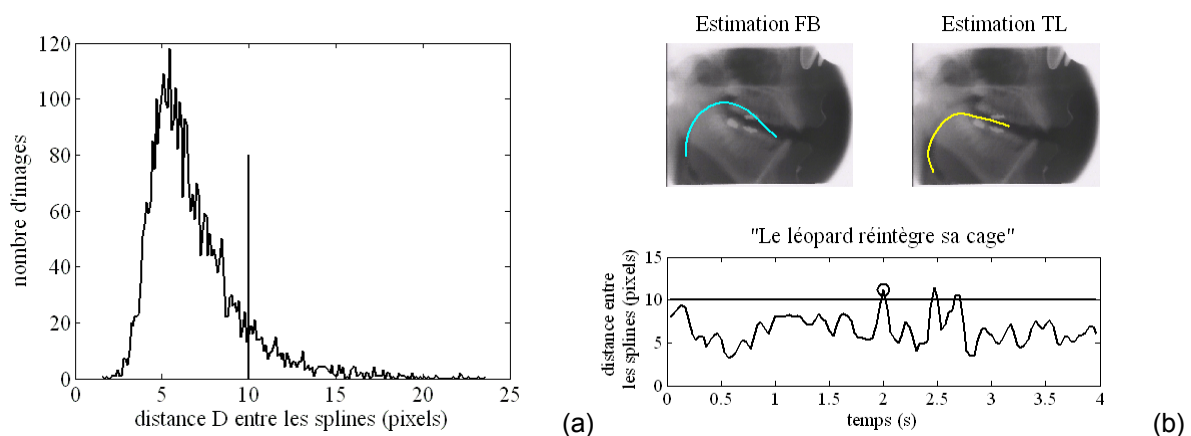 120
100
80
60
40
20
0
0 5 10 15 20 25
nombre d'images
distance D entre les splines (pixels)
(a)
Estimation FB Estimation TL
"Le léopard réintègre sa cage"
15
10
5
0
0 0.5 1 1.5 2 2.5 3 3.5 4
distance entre
les splines (pixels)
temps (s)
(b)